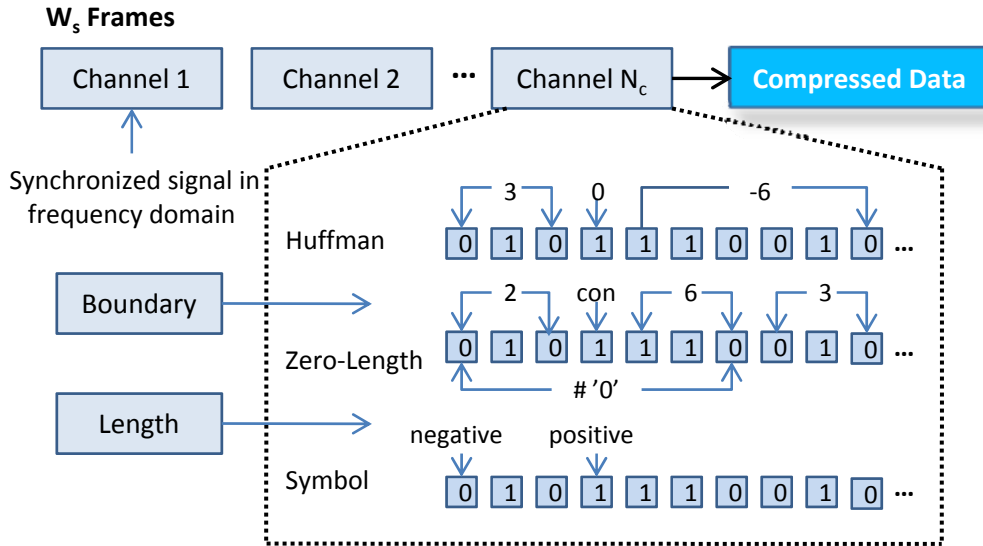 W_s Frames
Channel 1 Channel 2 ... Channel N_c Compressed Data
Synchronized signal in
frequency domain
3 0 -6
Huffman 0 1 0 1 1 1 0 0 1 0 ...
Boundary
2 con 6 3
Zero-Length 0 1 0 1 1 1 0 0 1 0 ...
# '0'
Length
negative positive
Symbol 0 1 0 1 1 1 0 0 1 0 ...